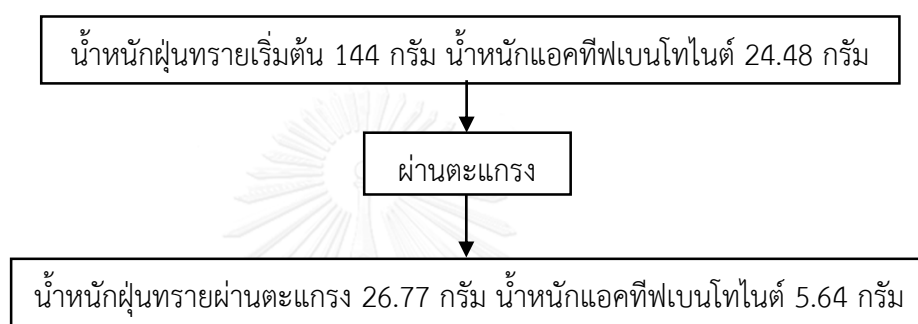 น้ำหนักฝุ่นทรายเริ่มต้น 144 กรัม น้ำหนักแอคทีฟเบนโทไนต์ 24.48 กรัม
ผ่านตะแกรง
น้ำหนักฝุ่นทรายผ่านตะแกรง 26.77 กรัม น้ำหนักแอคทีฟเบนโทไนต์ 5.64 กรัม